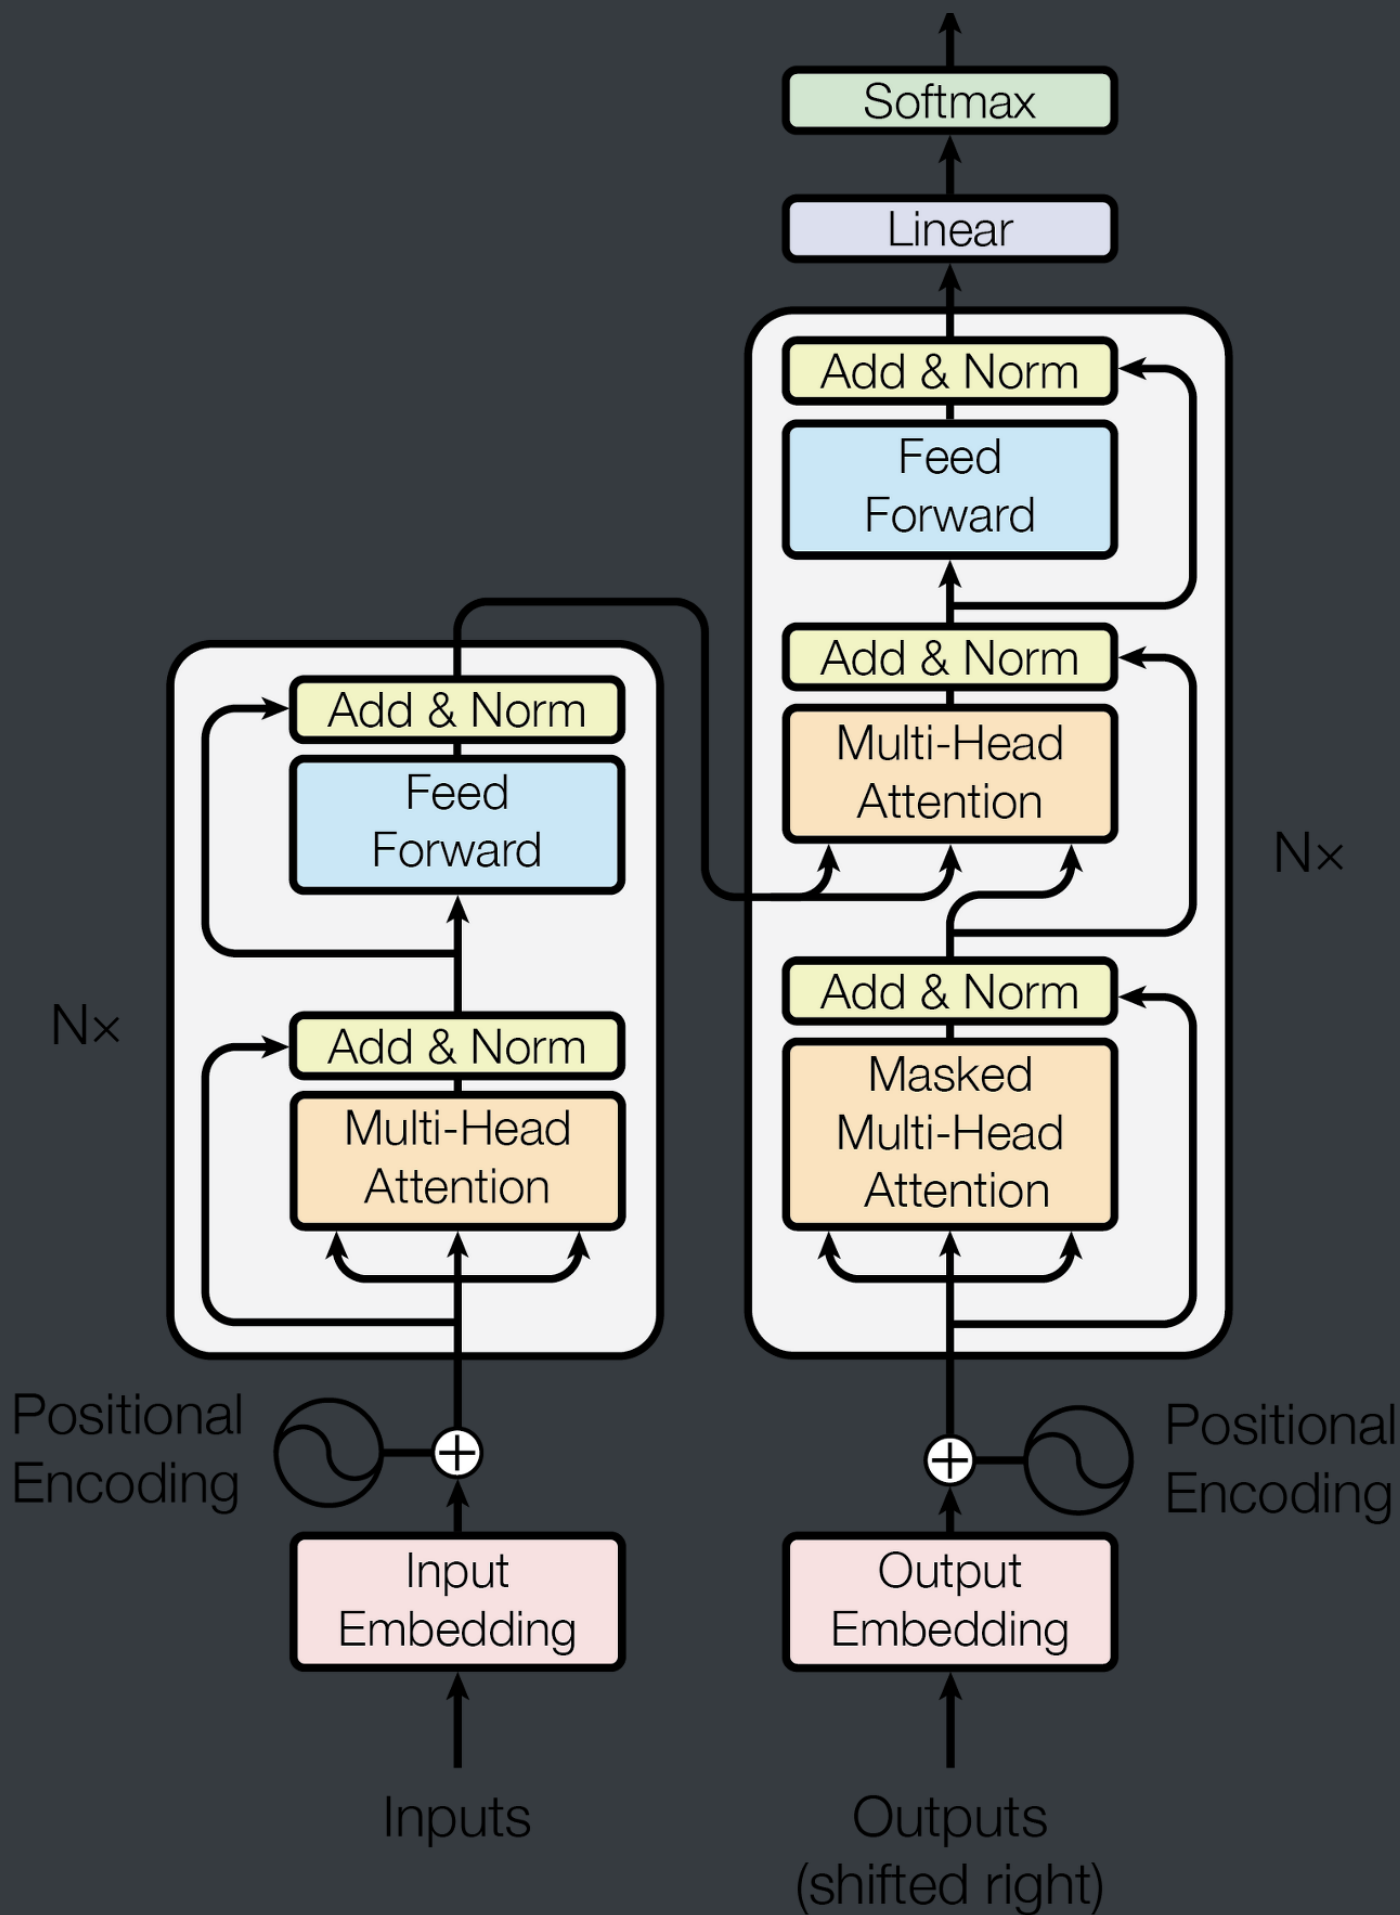 Softmax
Linear
Add & Norm
Feed
Forward
Add & Norm
Multi-Head
Attention
Add & Norm
Masked
Multi-Head
Attention
N×
Add & Norm
Feed
Forward
Add & Norm
Multi-Head
Attention
N×
Positional
Encoding
Input
Embedding
Inputs
Positional
Encoding
Output
Embedding
Outputs
(shifted right)